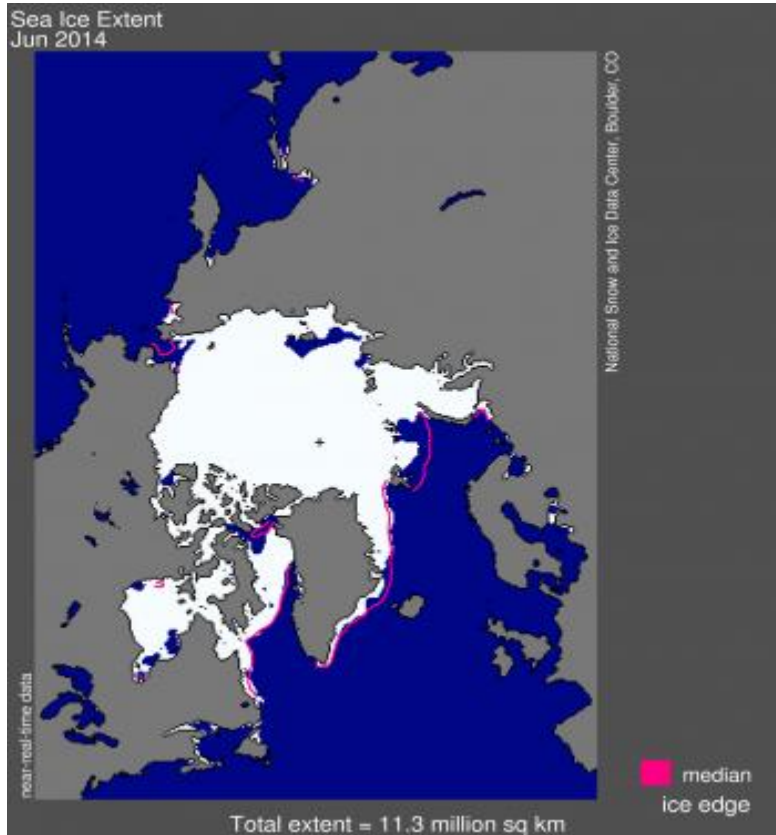 Sea Ice Extent
Jun 2014
National Snow and Ice Data Center, Boulder, CO
near-real-time data
median
ice edge
Total extent = 11.3 million sq km